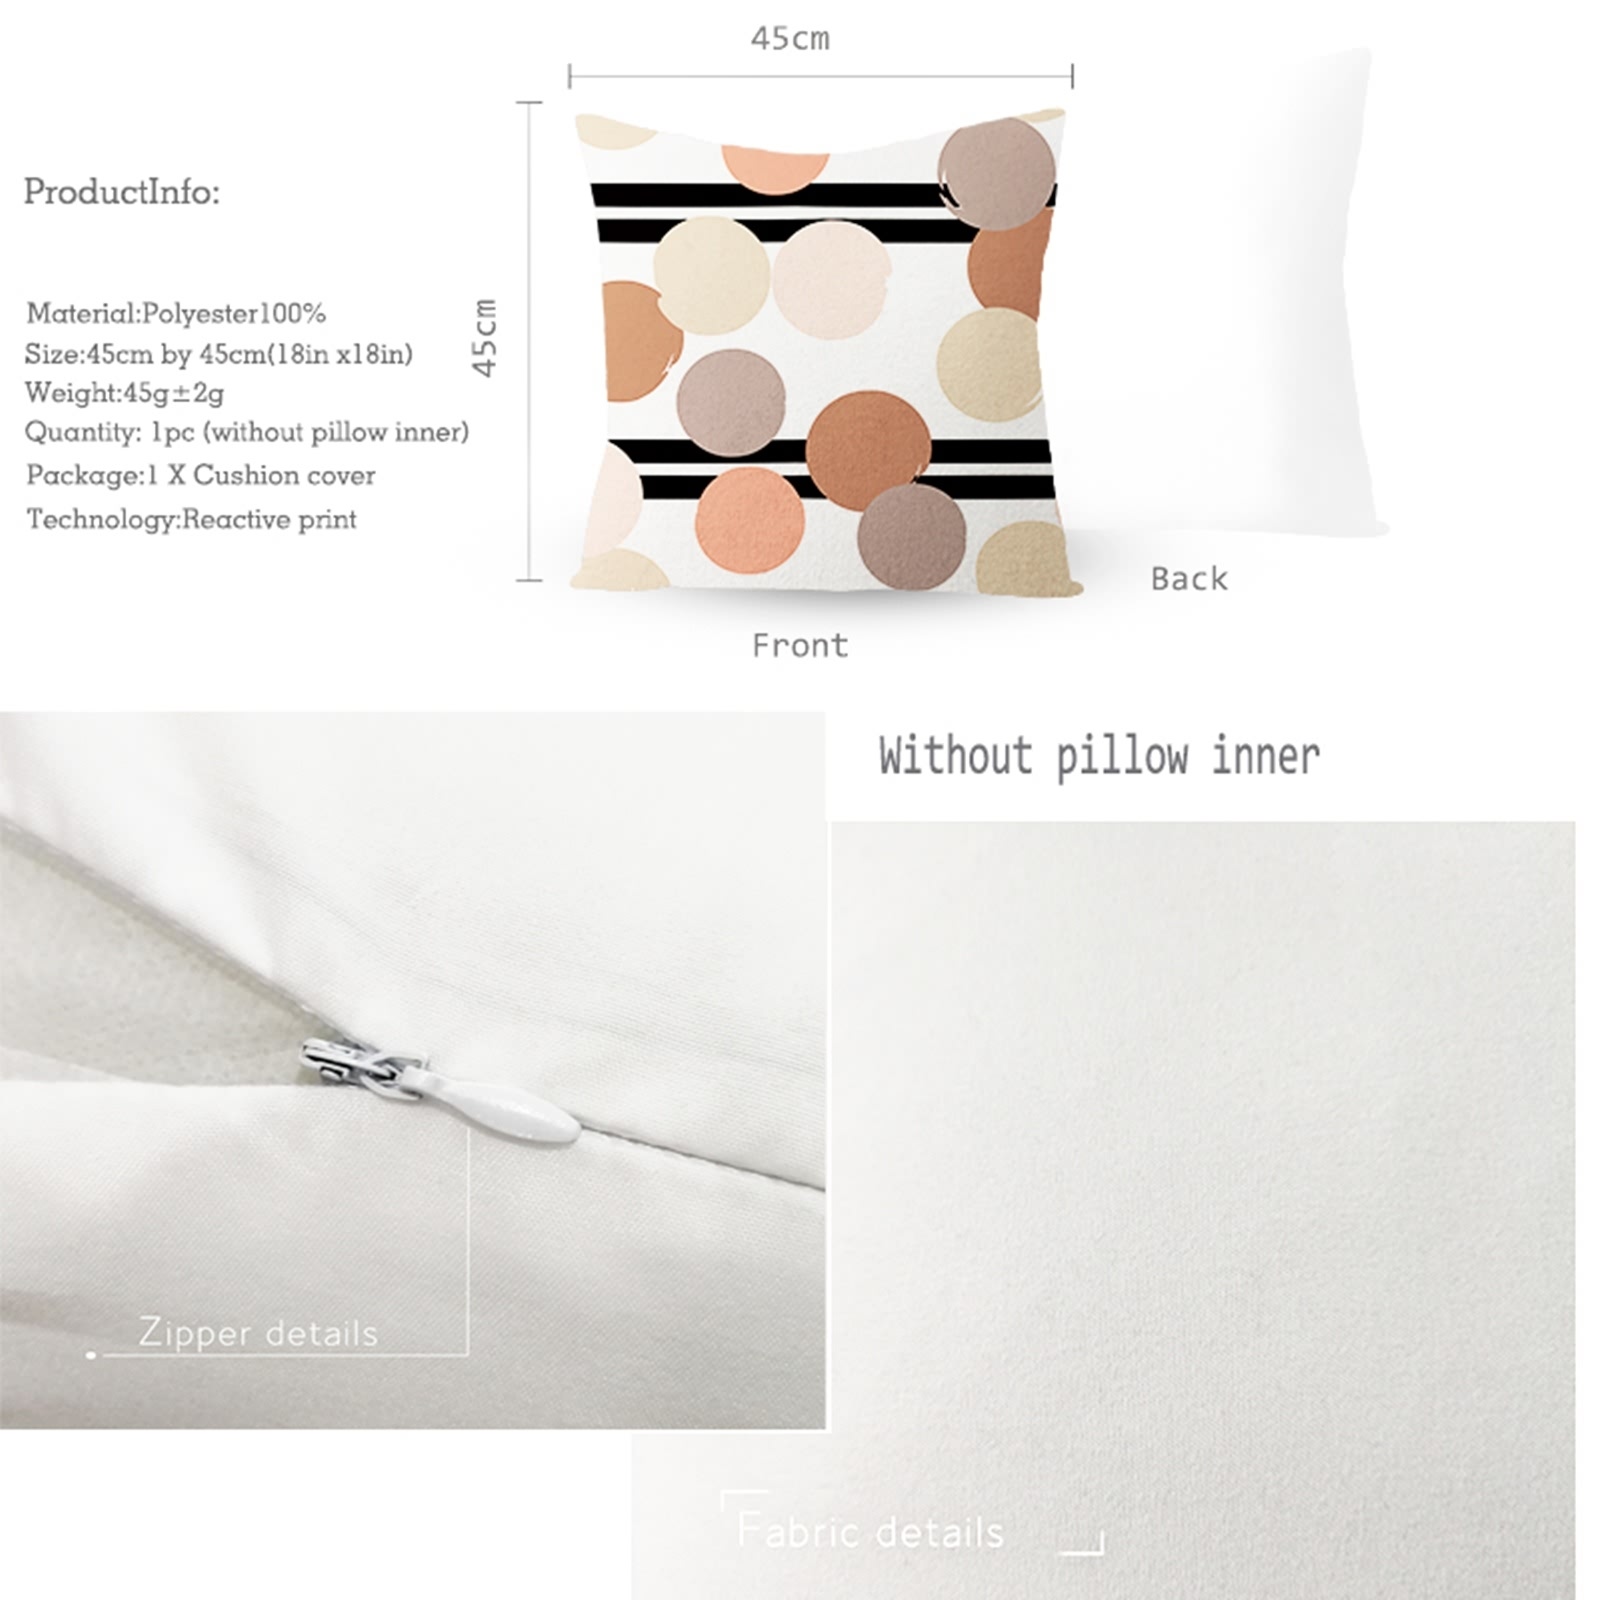 45cm
ProductInfo:
45cm
Material:Polyester100%
Size:45cm by 45cm(18in x18in)
Weight:45g±2g
Quantity: 1pc (without pillow inner)
Package:1 X Cushion cover
Technology:Reactive print
Back
Front
Without pillow inner
Zipper details
Fabric details